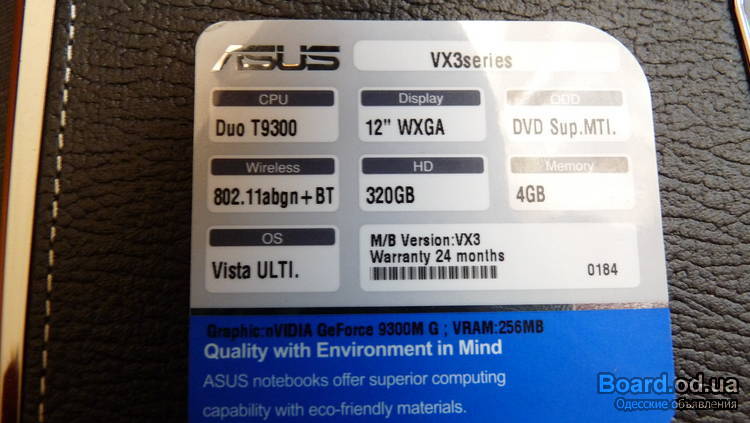 ASUS VX3series
CPU Display ODD
Duo T9300 12" WXGA DVD Sup.MTI.
Wireless HD Memory
802.11abgn+BT 320GB 4GB
OS M/B Version:VX3
Vista ULTI. Warranty 24 months
0184
Graphic:nVIDIA GeForce 9300M G ; VRAM:256MB
Quality with Environment in Mind
ASUS notebooks offer superior computing
capability with eco-friendly materials.
Board.od.ua
Одесские объявления